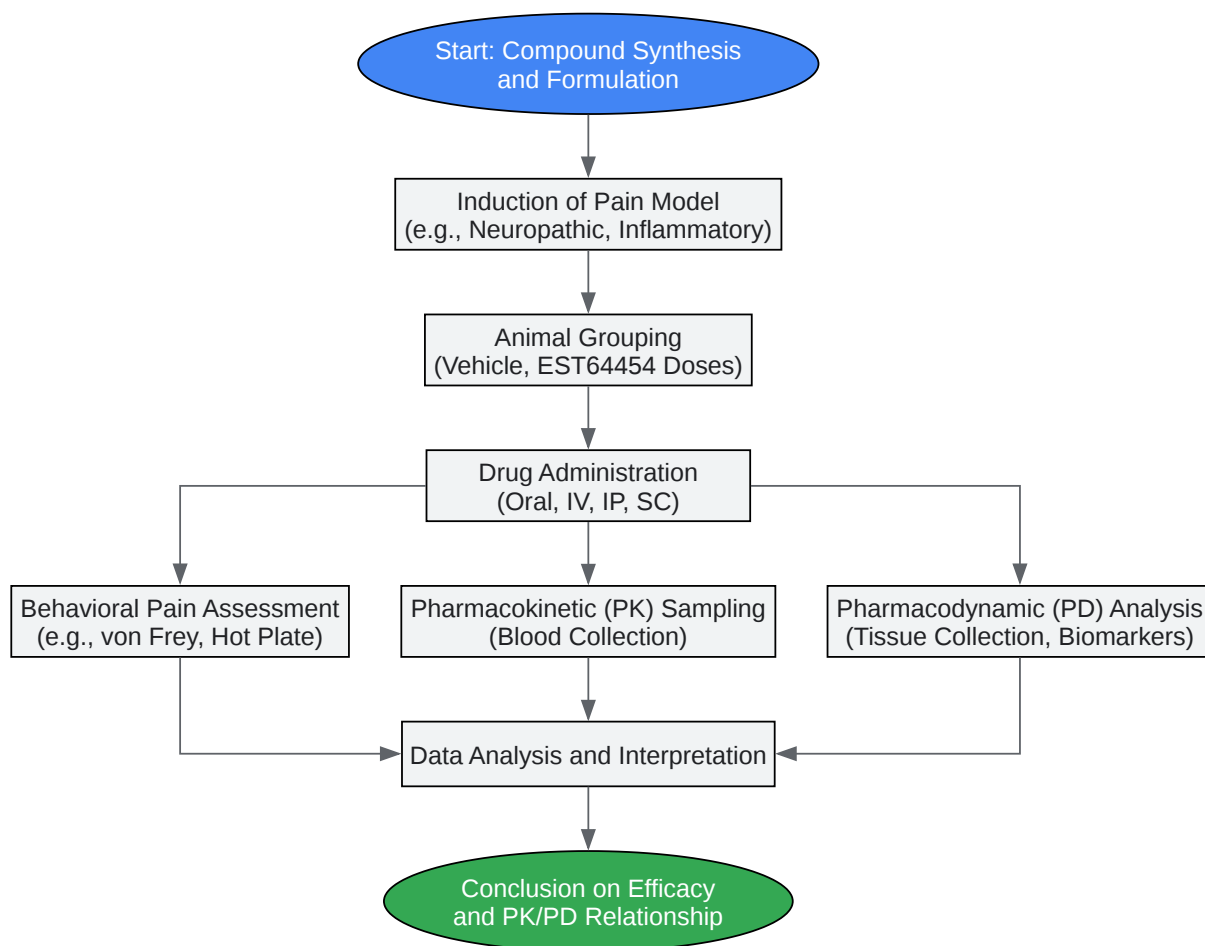 Start: Compound Synthesis
and Formulation
Induction of Pain Model
(e.g., Neuropathic, Inflammatory)
Animal Grouping
(Vehicle, EST64454 Doses)
Drug Administration
(Oral, IV, IP, SC)
Behavioral Pain Assessment
(e.g., von Frey, Hot Plate)
Pharmacokinetic (PK) Sampling
(Blood Collection)
Pharmacodynamic (PD) Analysis
(Tissue Collection, Biomarkers)
Data Analysis and Interpretation
Conclusion on Efficacy
and PK/PD Relationship